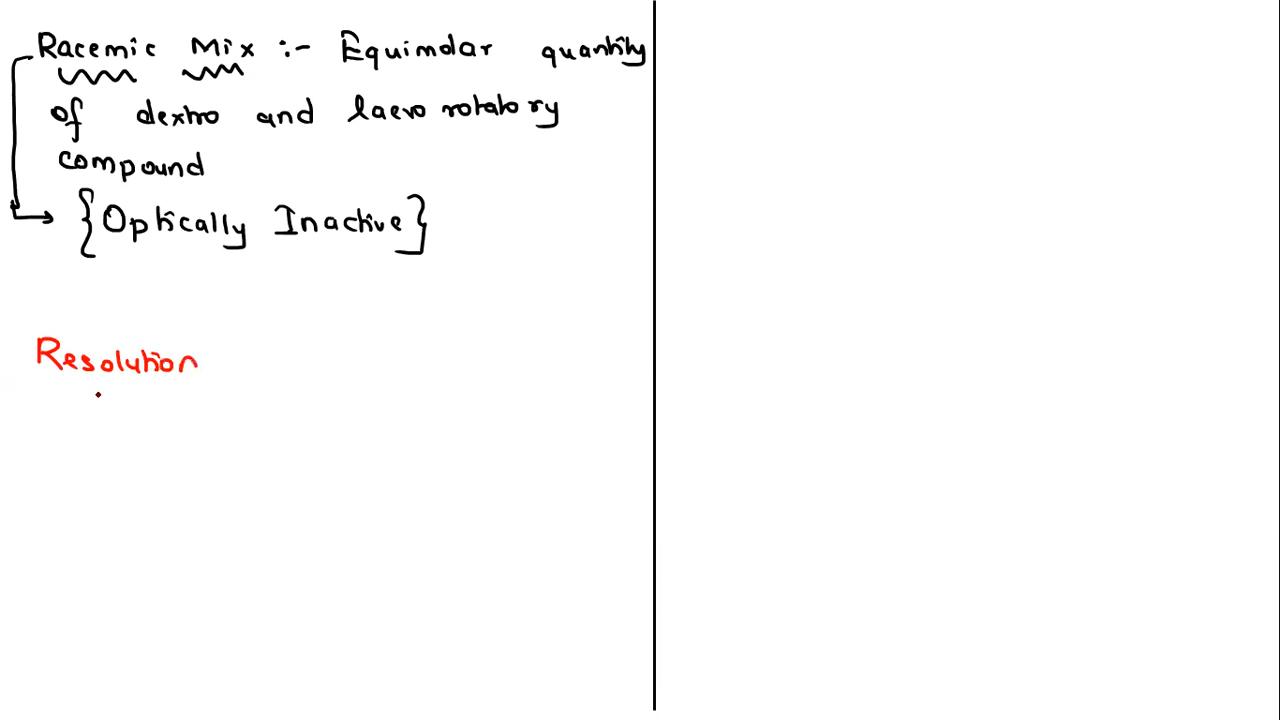 Racemic Mix :- Equimolar quantity
of dextro and laevo rotatory
compound
{Optically Inactive}
Resolution